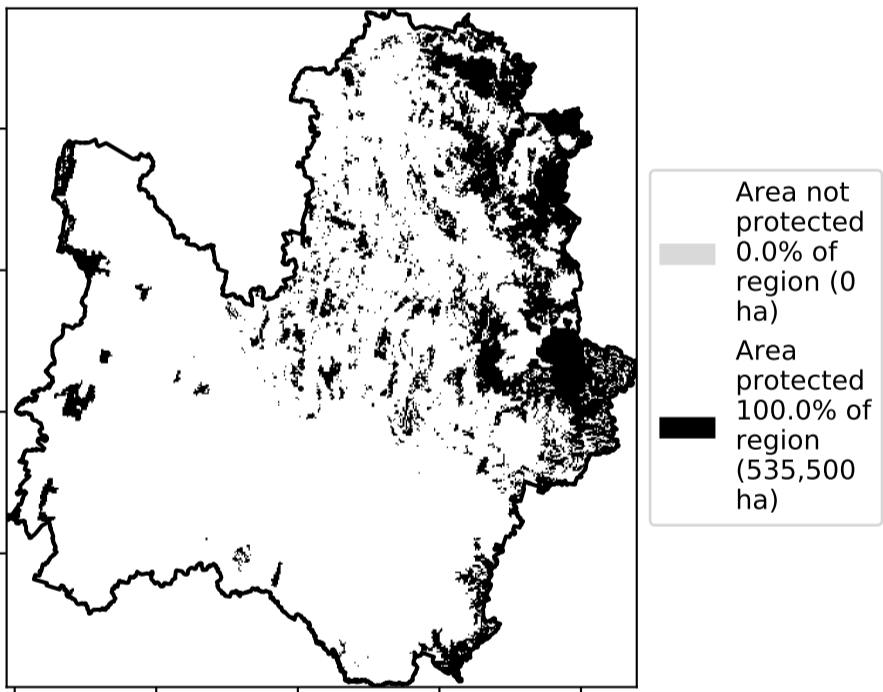 Area not
protected
0.0% of
region (0
ha)
Area
protected
100.0% of
region
(535,500
ha)